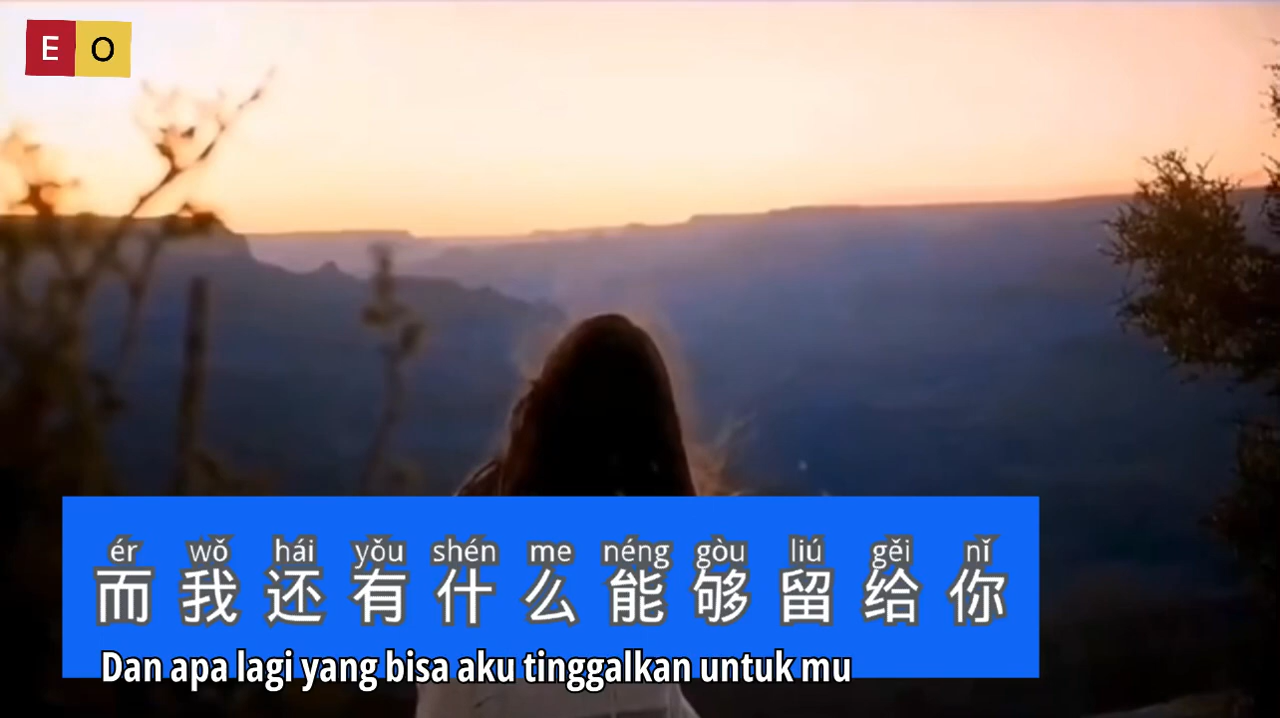 E O
ér wǒ hái yǒu shén me néng gòu liú gěi nǐ
而我还有什么能够留给你
Dan apa lagi yang bisa aku tinggalkan untuk mu